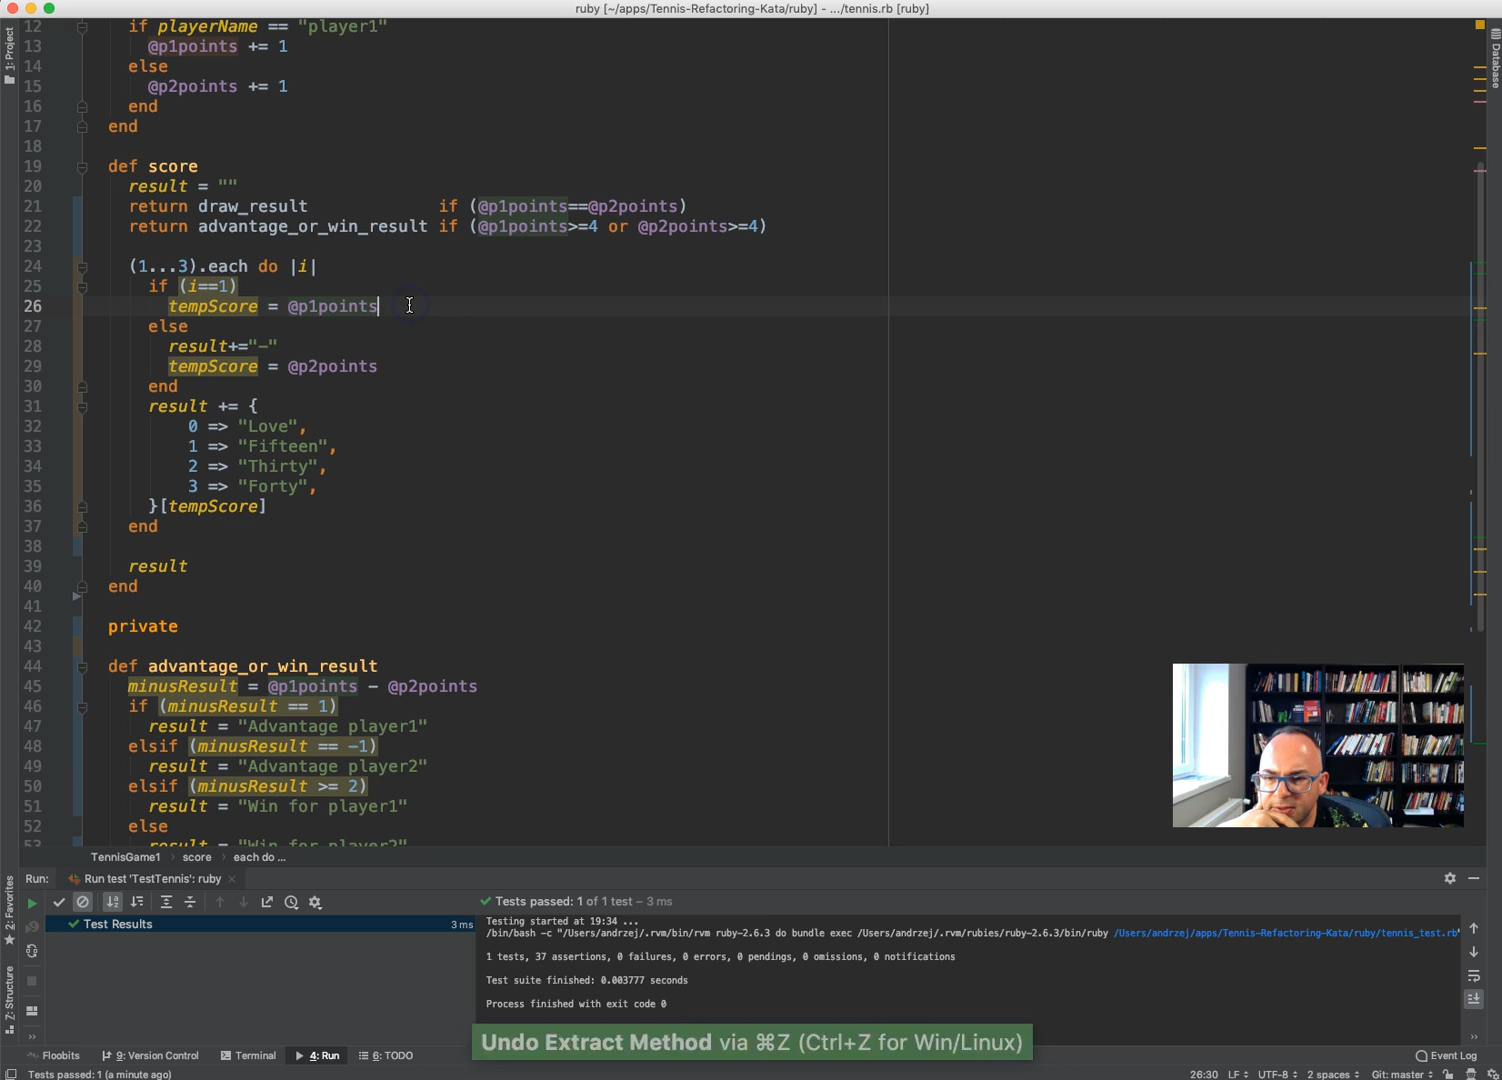 ruby [~/apps/Tennis-Refactoring-Kata/ruby] - .../tennis.rb [ruby]
1: Project
Database
12 if playerName == "player1"
13 @p1points += 1
14 else
15 @p2points += 1
16 end
17 end
18
19 def score
20 result = ""
21 return draw_result if (@p1points==@p2points)
22 return advantage_or_win_result if (@p1points>=4 or @p2points>=4)
23
24 (1...3).each do |i|
25 if (i==1)
26 tempScore = @p1points
27 else
28 result+="-"
29 tempScore = @p2points
30 end
31 result += {
32 0 => "Love",
33 1 => "Fifteen",
34 2 => "Thirty",
35 3 => "Forty",
36 }[tempScore]
37 end
38
39 result
40 end
41
42 private
43
44 def advantage_or_win_result
45 minusResult = @p1points - @p2points
46 if (minusResult == 1)
47 result = "Advantage player1"
48 elsif (minusResult == -1)
49 result = "Advantage player2"
50 elsif (minusResult >= 2)
51 result = "Win for player1"
52 else
53 result = "Win for player2"
TennisGame1 › score › each do ...
Run: Run test 'TestTennis': ruby ×
Tests passed: 1 of 1 test – 3 ms
2: Favorites
Z: Structure
Test Results 3 ms
Testing started at 19:34 ...
/bin/bash -c "/Users/andrzej/.rvm/bin/rvm ruby-2.6.3 do bundle exec /Users/andrzej/.rvm/rubies/ruby-2.6.3/bin/ruby /Users/andrzej/apps/Tennis-Refactoring-Kata/ruby/tennis_test.rb"
1 tests, 37 assertions, 0 failures, 0 errors, 0 pendings, 0 omissions, 0 notifications
Test suite finished: 0.003777 seconds
Process finished with exit code 0
Undo Extract Method via ⌘Z (Ctrl+Z for Win/Linux)
Floobits 9: Version Control Terminal 4: Run 6: TODO Event Log
Tests passed: 1 (a minute ago) 26:30 LF UTF-8 2 spaces Git: master